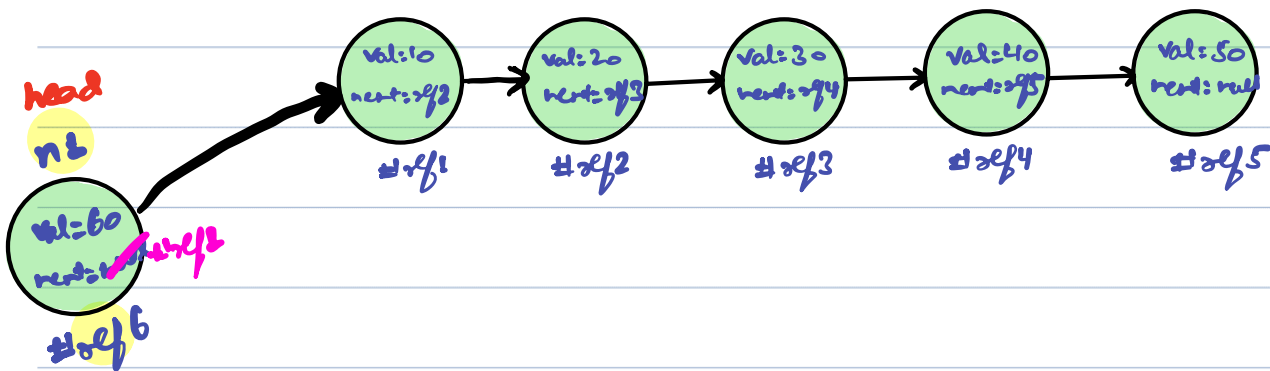 head
n1
val=60
next=
#ref1
#ref6
val=10
next=ref2
#ref1
val=20
next=ref3
#ref2
val=30
next=ref4
#ref3
val=40
next=ref5
#ref4
val=50
next=null
#ref5